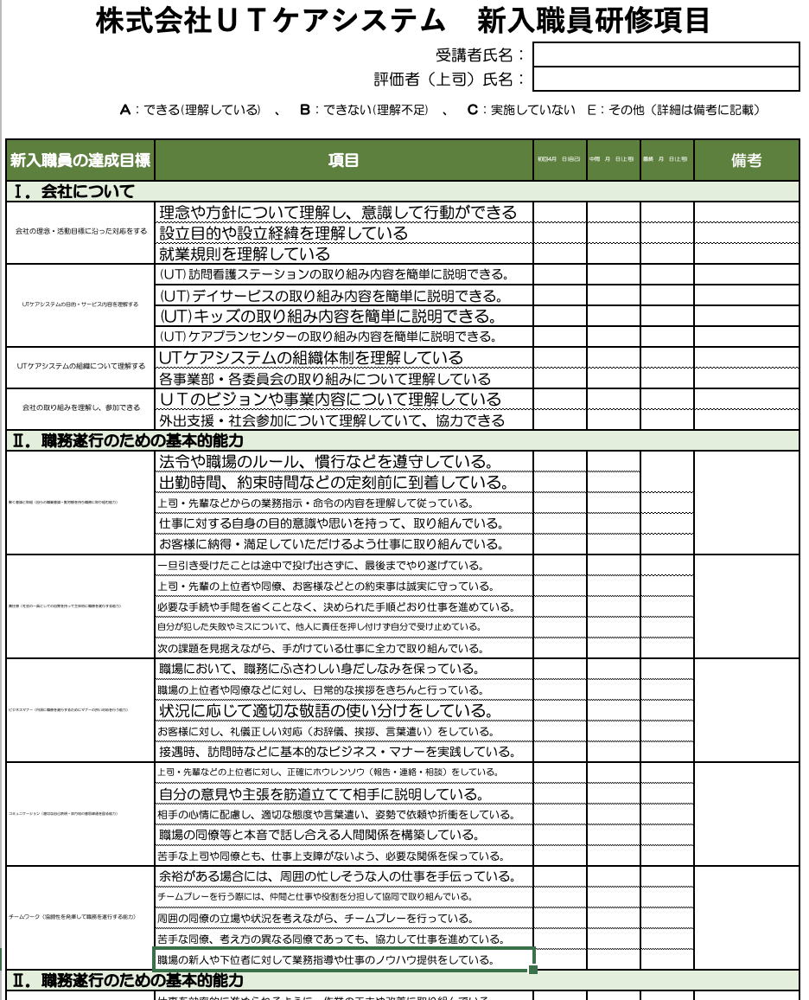 株式会社ＵＴケアシステム　新入職員研修項目
受講者氏名：
評価者（上司）氏名：
A：できる(理解している)　、　B：できない(理解不足)　、　C：実施していない　E：その他（詳細は備考に記載）
新入職員の達成目標　項目　備考
Ⅰ．会社について
会社の理念・活動目標に沿った対応をする
理念や方針について理解し、意識して行動ができる
設立目的や設立経緯を理解している
就業規則を理解している
UTケアシステムの目的・サービス内容を理解する
(UT)訪問看護ステーションの取り組み内容を簡単に説明できる。
(UT)デイサービスの取り組み内容を簡単に説明できる。
(UT)キッズの取り組み内容を簡単に説明できる。
(UT)ケアプランセンターの取り組み内容を簡単に説明できる。
UTケアシステムの組織について理解する
UTケアシステムの組織体制を理解している
各事業部・各委員会の取り組みについて理解している
会社の取り組みを理解し、参加できる
ＵＴのビジョンや事業内容について理解している
外出支援・社会参加について理解していて、協力できる
Ⅱ．職務遂行のための基本的能力
法令や職場のルール、慣行などを遵守している。
出勤時間、約束時間などの定刻前に到着している。
上司・先輩などからの業務指示・命令の内容を理解して従っている。
仕事に対する自身の目的意識や思いを持って、取り組んでいる。
お客様に納得・満足していただけるよう仕事に取り組んでいる。
一旦引き受けたことは途中で投げ出さずに、最後までやり遂げている。
上司・先輩の上位者や同僚、お客様などとの約束事は誠実に守っている。
必要な手続や手間を省くことなく、決められた手順どおり仕事を進めている。
自分が犯した失敗やミスについて、他人に責任を押し付けず自分で受け止めている。
次の課題を見据えながら、手がけている仕事に全力で取り組んでいる。
職場において、職務にふさわしい身だしなみを保っている。
職場の上位者や同僚などに対し、日常的な挨拶をきちんと行っている。
状況に応じて適切な敬語の使い分けをしている。
お客様に対し、礼儀正しい対応（お辞儀、挨拶、言葉遣い）をしている。
接遇時、訪問時などに基本的なビジネス・マナーを実践している。
上司・先輩などの上位者に対し、正確にホウレンソウ（報告・連絡・相談）をしている。
自分の意見や主張を筋道立てて相手に説明している。
相手の心情に配慮し、適切な態度や言葉遣い、姿勢で依頼や折衝をしている。
職場の同僚等と本音で話し合える人間関係を構築している。
苦手な上司や同僚とも、仕事上支障がないよう、必要な関係を保っている。
チームワーク（協調性を発揮して職務を遂行する能力）
余裕がある場合には、周囲の忙しそうな人の仕事を手伝っている。
チームプレーを行う際には、仲間と仕事や役割を分担して協同で取り組んでいる。
周囲の同僚の立場や状況を考えながら、チームプレーを行っている。
苦手な同僚、考え方の異なる同僚であっても、協力して仕事を進めている。
職場の新人や下位者に対して業務指導や仕事のノウハウ提供をしている。
Ⅱ．職務遂行のための基本的能力